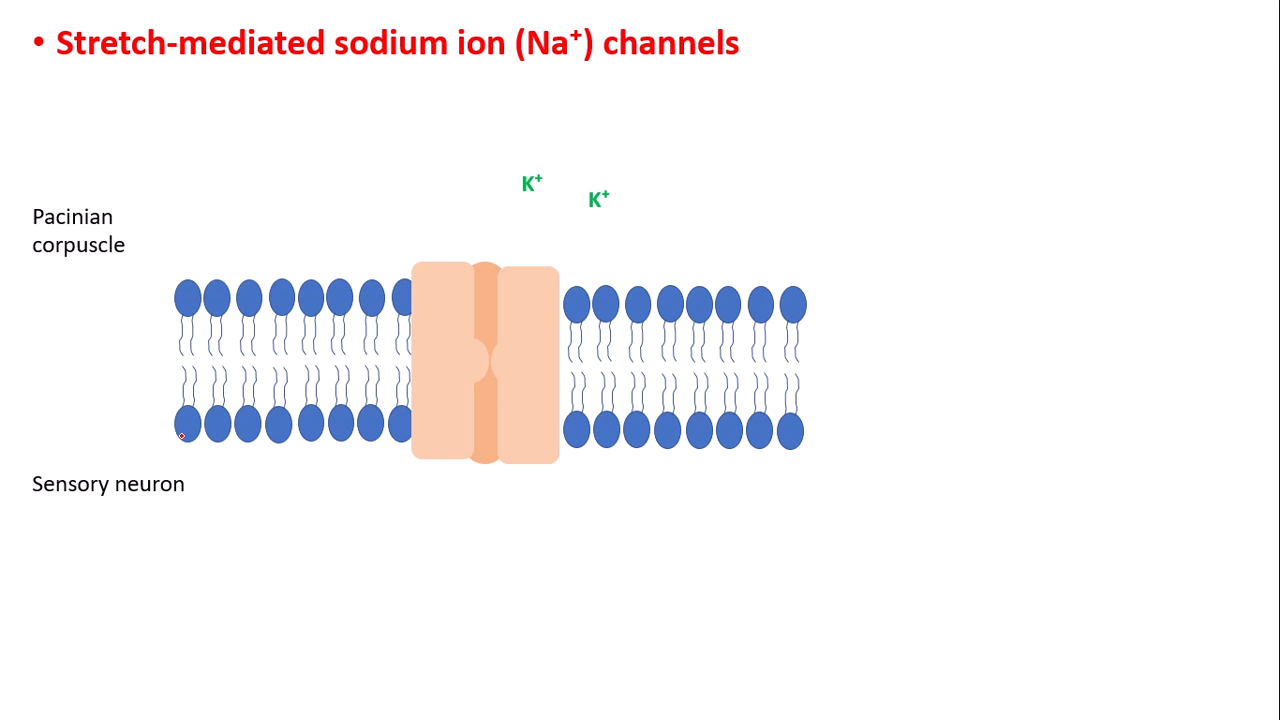 • Stretch-mediated sodium ion (Na⁺) channels
K⁺
K⁺
Pacinian
corpuscle
Sensory neuron